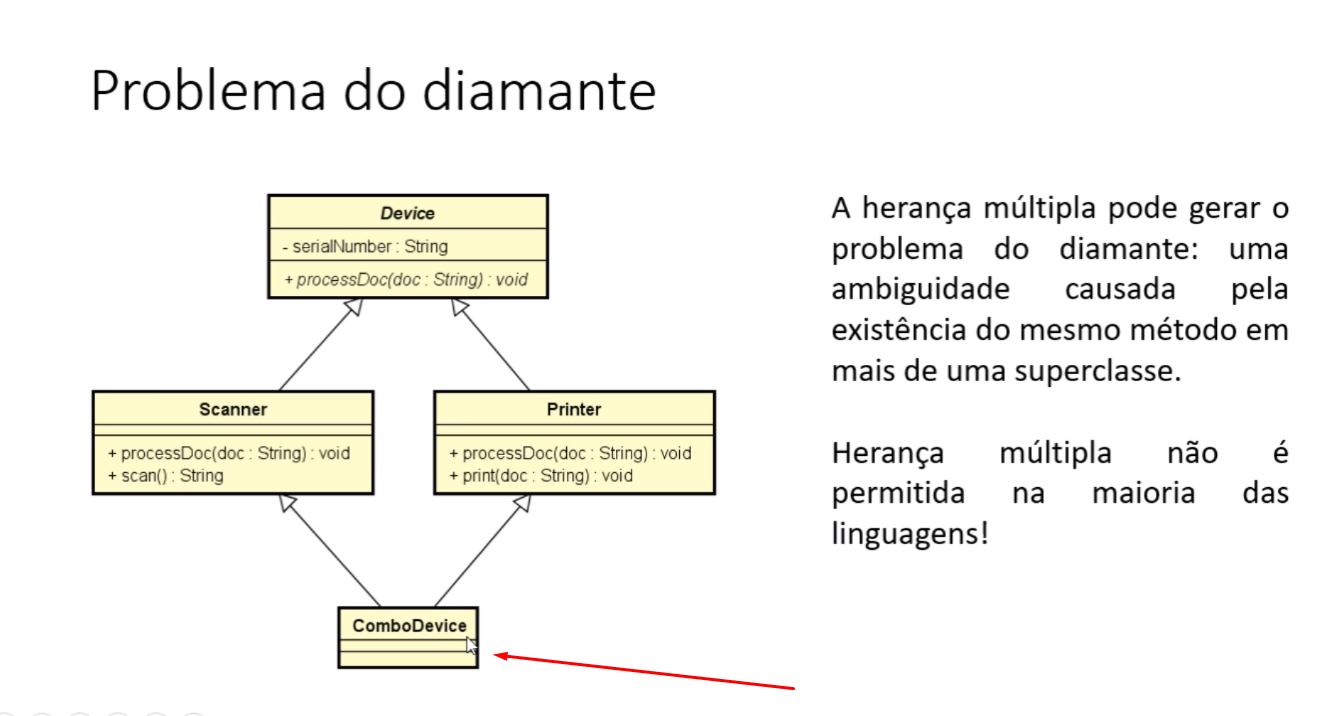 Problema do diamante
Device
- serialNumber : String
+ processDoc(doc : String) : void
Scanner
+ processDoc(doc : String) : void
+ scan() : String
Printer
+ processDoc(doc : String) : void
+ print(doc : String) : void
ComboDevice
A herança múltipla pode gerar o
problema do diamante: uma
ambiguidade causada pela
existência do mesmo método em
mais de uma superclasse.
Herança múltipla não é
permitida na maioria das
linguagens!